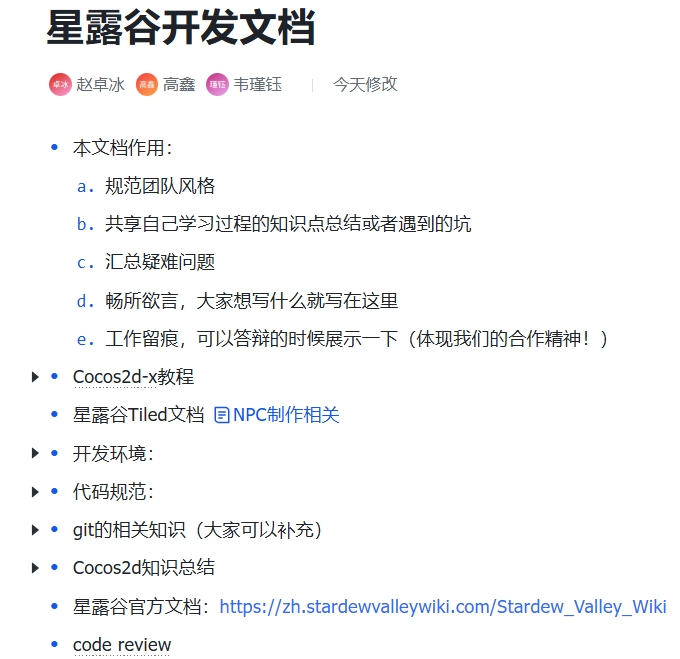 星露谷开发文档
卓冰 赵卓冰 高鑫 高鑫 瑾钰 韦瑾钰 今天修改
本文档作用：
a. 规范团队风格
b. 共享自己学习过程的知识点总结或者遇到的坑
c. 汇总疑难问题
d. 畅所欲言，大家想写什么就写在这里
e. 工作留痕，可以答辩的时候展示一下（体现我们的合作精神！）
Cocos2d-x教程
星露谷Tiled文档 NPC制作相关
开发环境：
代码规范：
git的相关知识（大家可以补充）
Cocos2d知识总结
星露谷官方文档：https://zh.stardewvalleywiki.com/Stardew_Valley_Wiki
code review